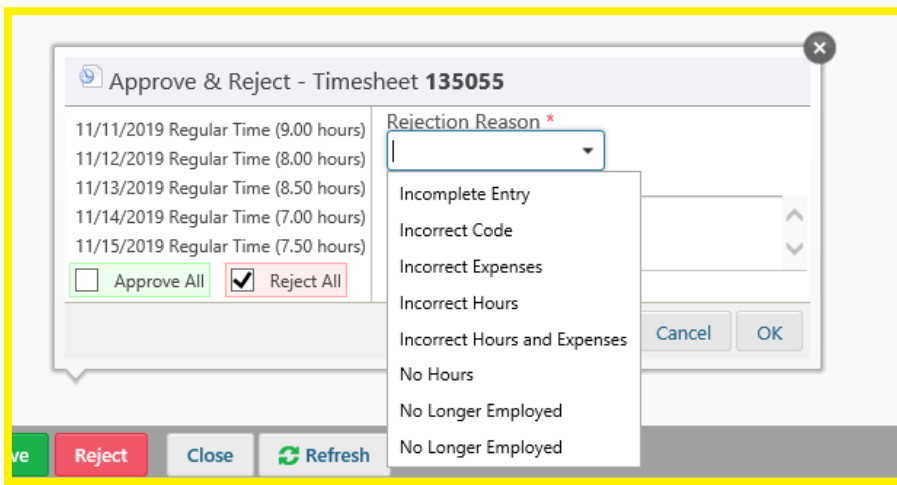 Approve & Reject - Timesheet 135055
11/11/2019 Regular Time (9.00 hours)
11/12/2019 Regular Time (8.00 hours)
11/13/2019 Regular Time (8.50 hours)
11/14/2019 Regular Time (7.00 hours)
11/15/2019 Regular Time (7.50 hours)
Approve All Reject All
Rejection Reason *
Incomplete Entry
Incorrect Code
Incorrect Expenses
Incorrect Hours
Incorrect Hours and Expenses
No Hours
No Longer Employed
No Longer Employed
Cancel OK
ve Reject Close Refresh